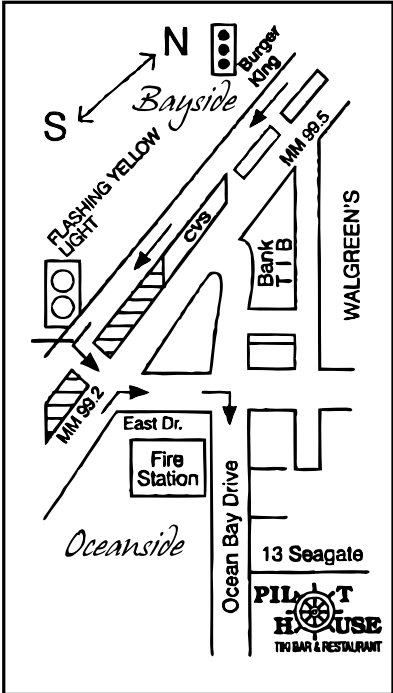 N
S
Burger
King
Bayside
MM 99.5
FLASHING YELLOW
LIGHT
CVS
Bank
T I B
WALGREEN'S
MM 99.2
East Dr.
Fire
Station
Oceanside
Ocean Bay Drive
13 Seagate
PILOT
HOUSE
TIKI BAR & RESTAURANT